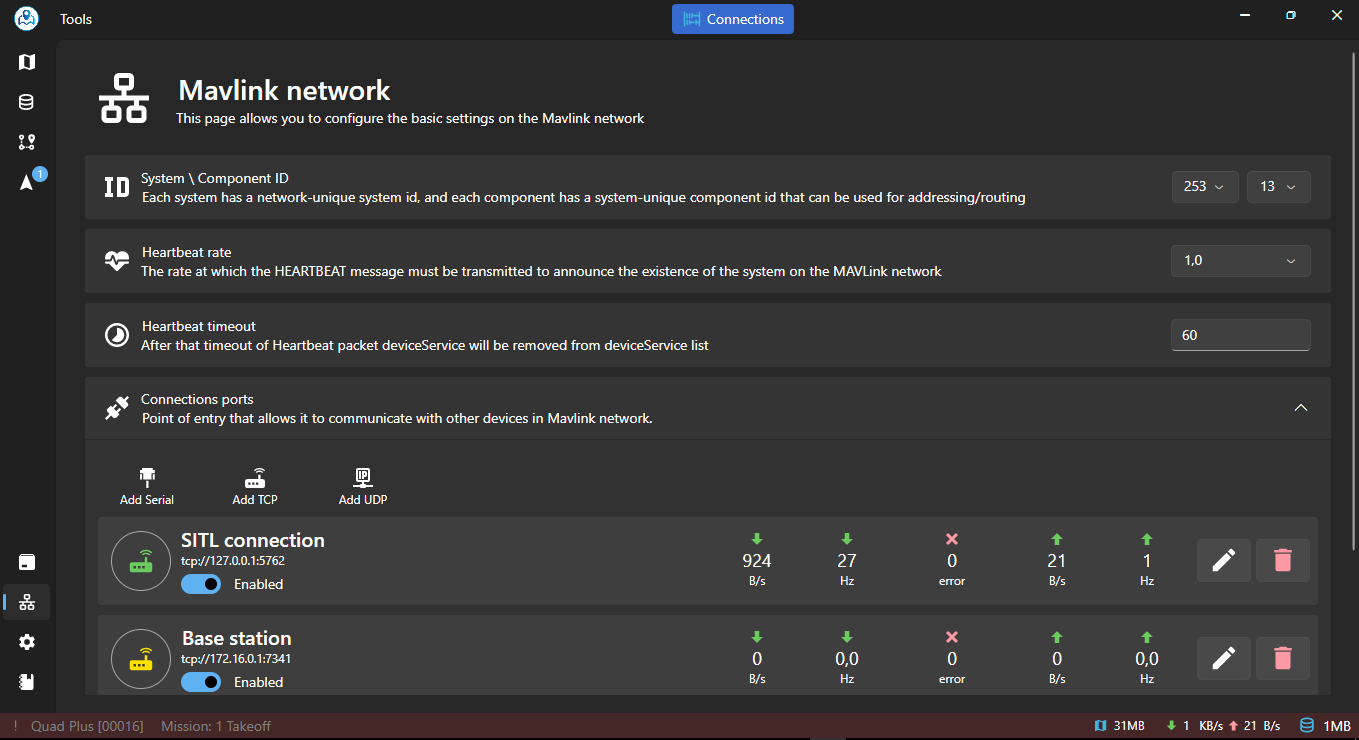 Tools
Connections
Mavlink network
This page allows you to configure the basic settings on the Mavlink network
1
ID
System \ Component ID
Each system has a network-unique system id, and each component has a system-unique component id that can be used for addressing/routing
253
13
Heartbeat rate
The rate at which the HEARTBEAT message must be transmitted to announce the existence of the system on the MAVLink network
1,0
Heartbeat timeout
After that timeout of Heartbeat packet deviceService will be removed from deviceService list
60
Connections ports
Point of entry that allows it to communicate with other devices in Mavlink network.
IP
Add Serial
Add TCP
Add UDP
SITL connection
tcp://127.0.0.1:5762
Enabled
924 27 0 21 1
B/s Hz error B/s Hz
Base station
tcp://172.16.0.1:7341
Enabled
0 0,0 0 0 0,0
B/s Hz error B/s Hz
! Quad Plus [00016] Mission: 1 Takeoff
31MB 1 KB/s 21 B/s 1MB